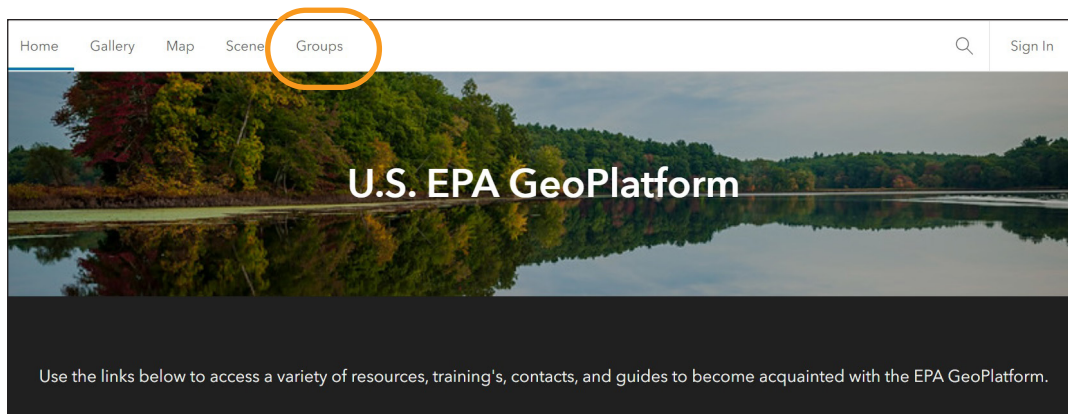 Home Gallery Map Scene Groups Sign In
U.S. EPA GeoPlatform
Use the links below to access a variety of resources, training's, contacts, and guides to become acquainted with the EPA GeoPlatform.